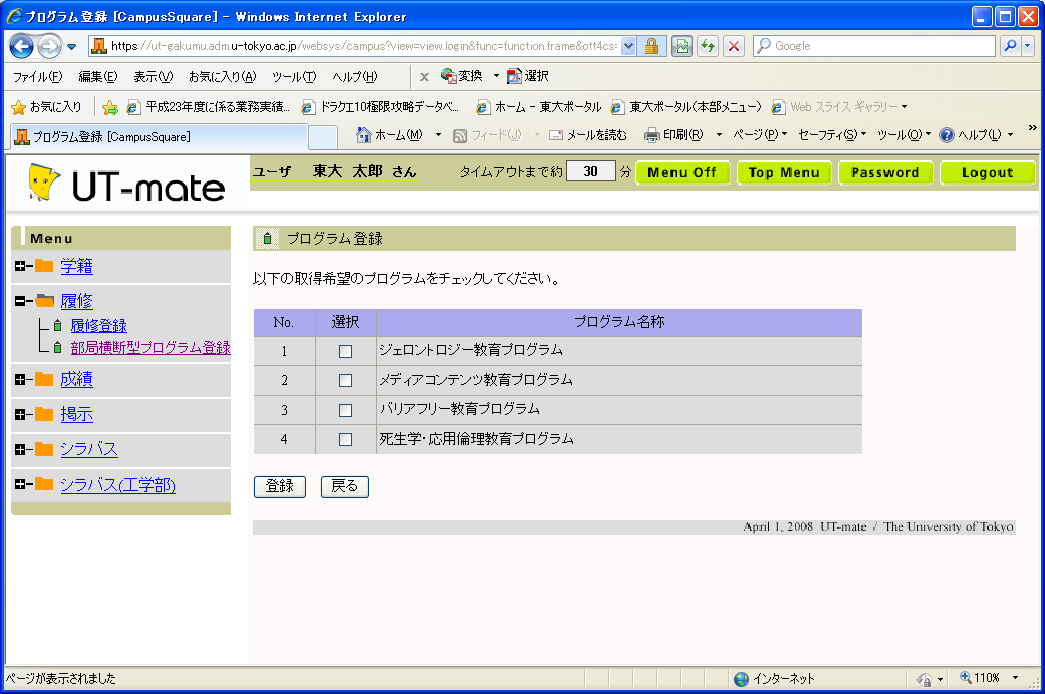 プログラム登録 [CampusSquare] - Windows Internet Explorer
https://ut-gakumu.adm.u-tokyo.ac.jp/websys/campus?view=view.login&func=function.frame&ott4cs= Google
ファイル(F) 編集(E) 表示(V) お気に入り(A) ツール(T) ヘルプ(H) x 変換 選択
お気に入り 平成23年度に係る業務実績... ドラクエ10極限攻略データベ... ホーム - 東大ポータル 東大ポータル(本部メニュー) Web スライス ギャラリー
プログラム登録 [CampusSquare] ホーム(M) フィード(J) メールを読む 印刷(R) ページ(P) セーフティ(S) ツール(O) ヘルプ(L) »
UT-mate
ユーザ 東大 太郎 さん タイムアウトまで約 30 分 Menu Off Top Menu Password Logout
Menu
学籍
履修
履修登録
部局横断型プログラム登録
成績
掲示
シラバス
シラバス(工学部)
プログラム登録
以下の取得希望のプログラムをチェックしてください。
No. 選択 プログラム名称
1 ジェロントロジー教育プログラム
2 メディアコンテンツ教育プログラム
3 バリアフリー教育プログラム
4 死生学・応用倫理教育プログラム
登録 戻る
April 1, 2008 UT-mate / The University of Tokyo
ページが表示されました インターネット 110%